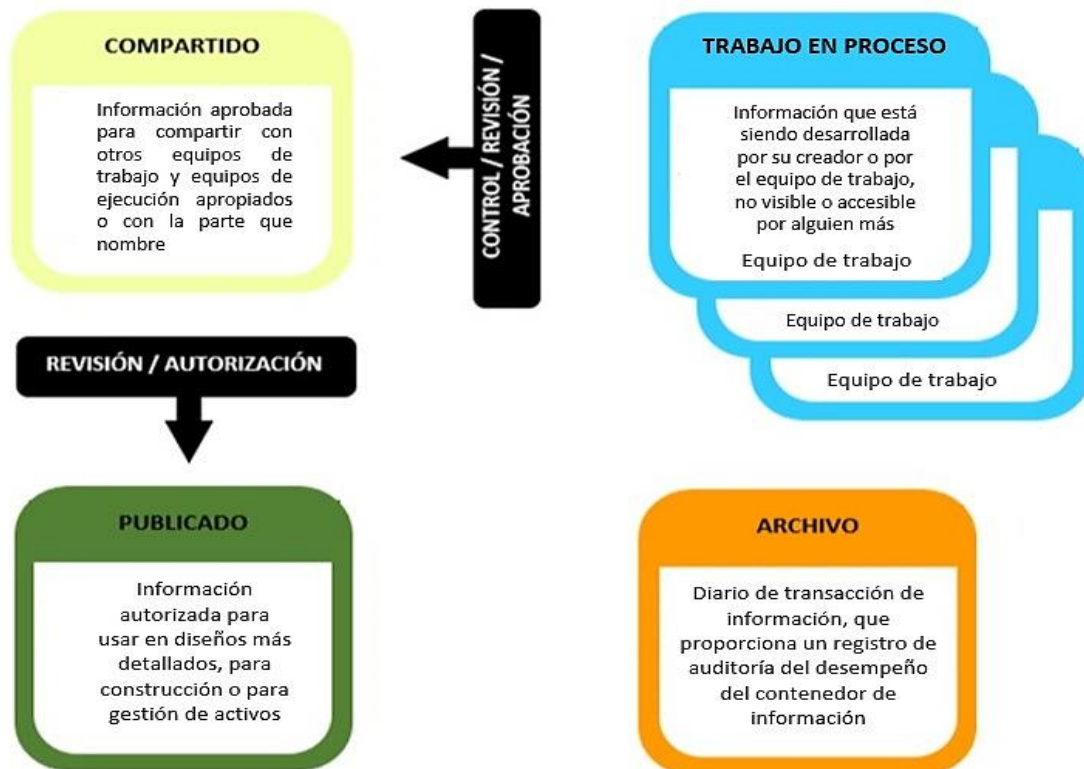 COMPARTIDO
Información aprobada
para compartir con
otros equipos de
trabajo y equipos de
ejecución apropiados
o con la parte que
nombre
CONTROL / REVISIÓN /
APROBACIÓN
TRABAJO EN PROCESO
Información que está
siendo desarrollada
por su creador o por
el equipo de trabajo,
no visible o accesible
por alguien más
Equipo de trabajo
Equipo de trabajo
Equipo de trabajo
REVISIÓN / AUTORIZACIÓN
PUBLICADO
Información
autorizada para
usar en diseños más
detallados, para
construcción o para
gestión de activos
ARCHIVO
Diario de transacción de
información, que
proporciona un registro de
auditoría del desempeño
del contenedor de
información